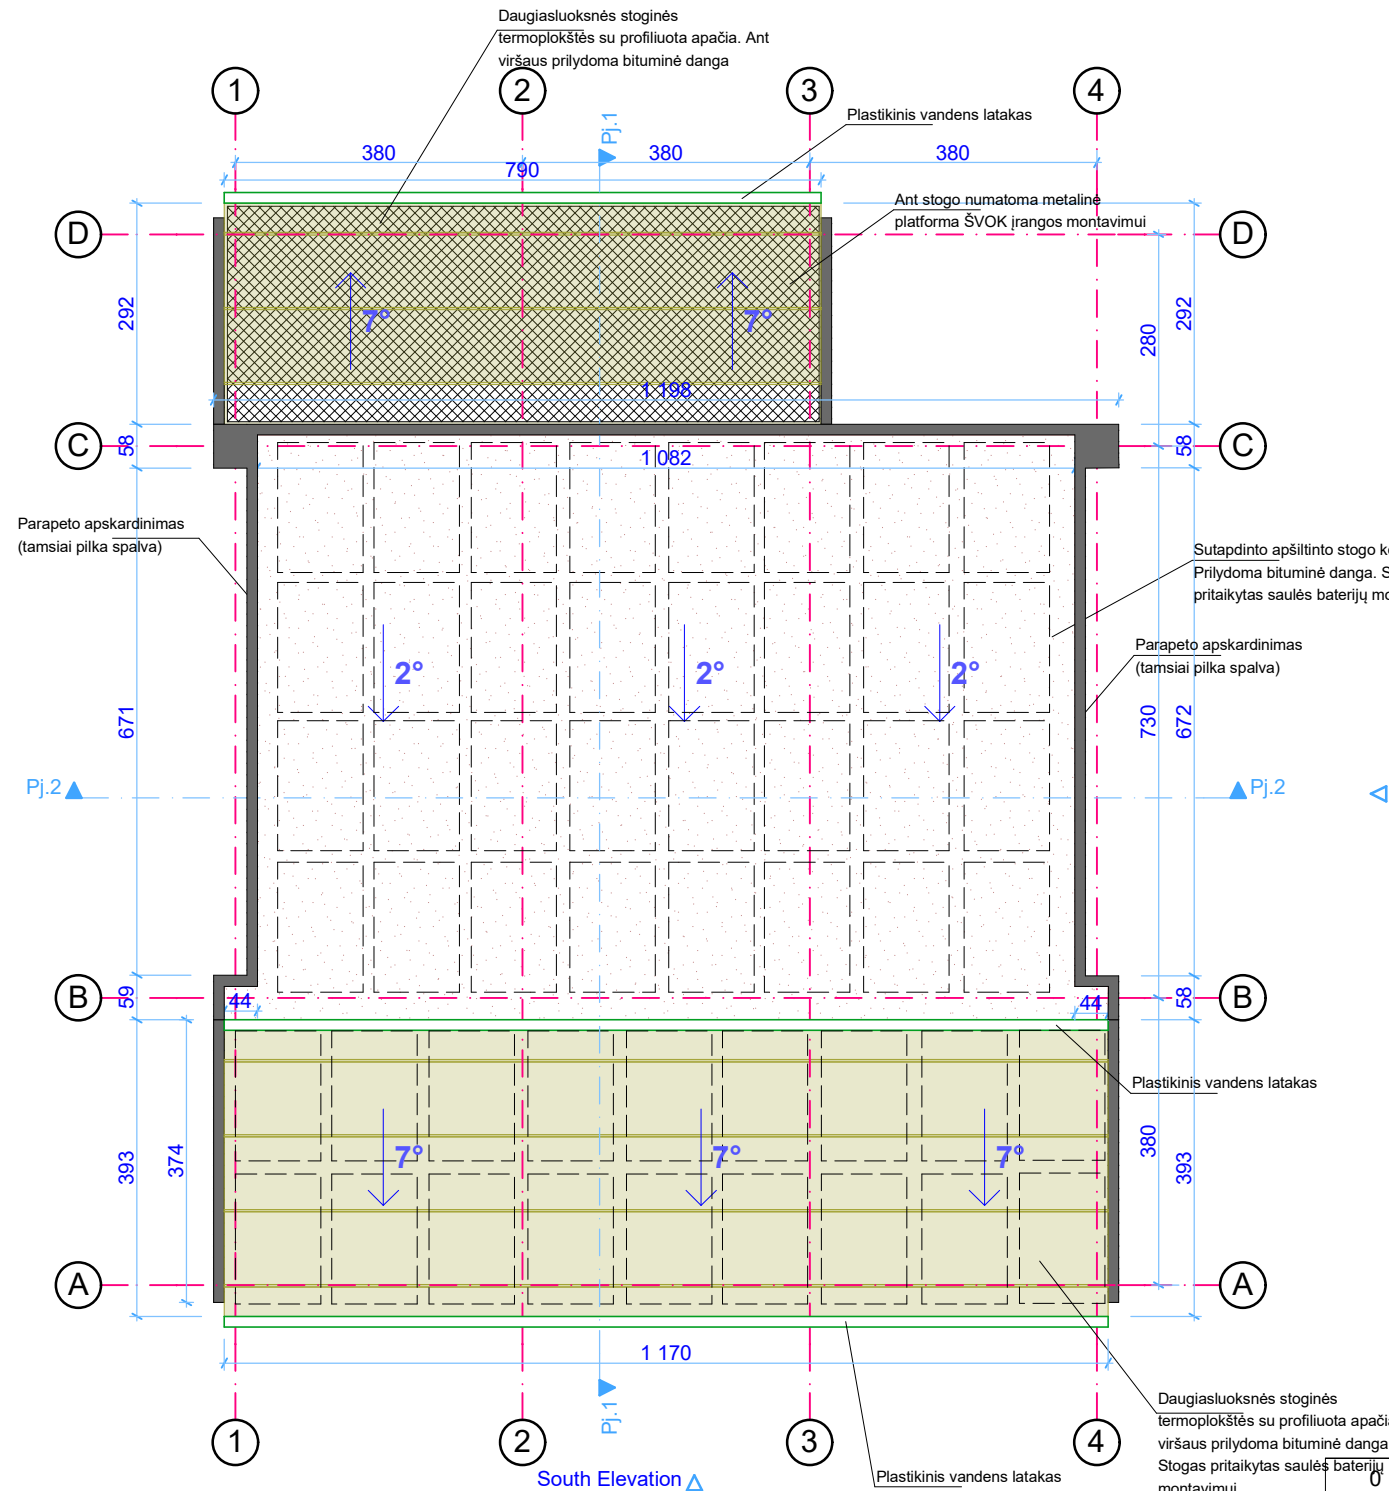 Daugiasluoksnės stoginės
termoplokštės su profiliuota apačia. Ant
viršaus prilydoma bituminė danga
1
2
3
4
Plastikinis vandens latakas
Pj.1
380
380
380
790
Ant stogo numatoma metalinė
platforma ŠVOK įrangos montavimui
D
D
292
7°
7°
280
292
1 198
C
58
58
C
1 082
Parapeto apskardinimas
(tamsiai pilka spalva)
Sutapdinto apšiltinto stogo
Prilydoma bituminė danga.
pritaikytas saulės baterijų
Parapeto apskardinimas
(tamsiai pilka spalva)
2°
2°
2°
671
730
672
Pj.2
Pj.2
B
59
44
44
58
B
Plastikinis vandens latakas
393
374
7°
7°
7°
380
393
A
A
1 170
Pj.1
Daugiasluoksnės stoginės
termoplokštės su profiliuota
viršaus prilydoma bituminė danga
Stogas pritaikytas saulės baterijų
montavimui
0
1
2
3
4
South Elevation
Plastikinis vandens latakas